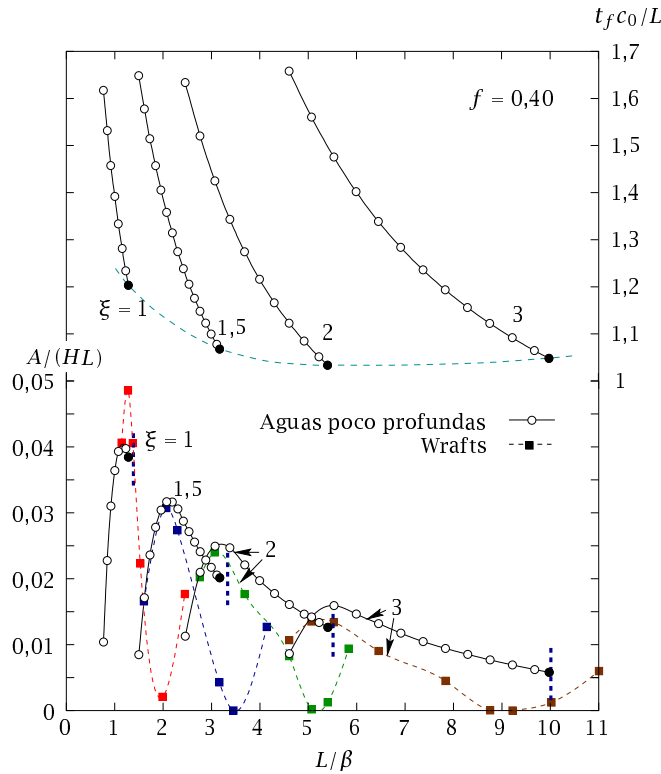 t_f c_0/L
1,7
f = 0,40
1,6
1,5
1,4
1,3
1,2
ξ = 1
1,5
2
3
1,1
A/(HL)
1
0,05
Aguas poco profundas
ξ = 1
Wrafts
0,04
1,5
0,03
2
0,02
3
0,01
0
0 1 2 3 4 5 6 7 8 9 10 11
L/β